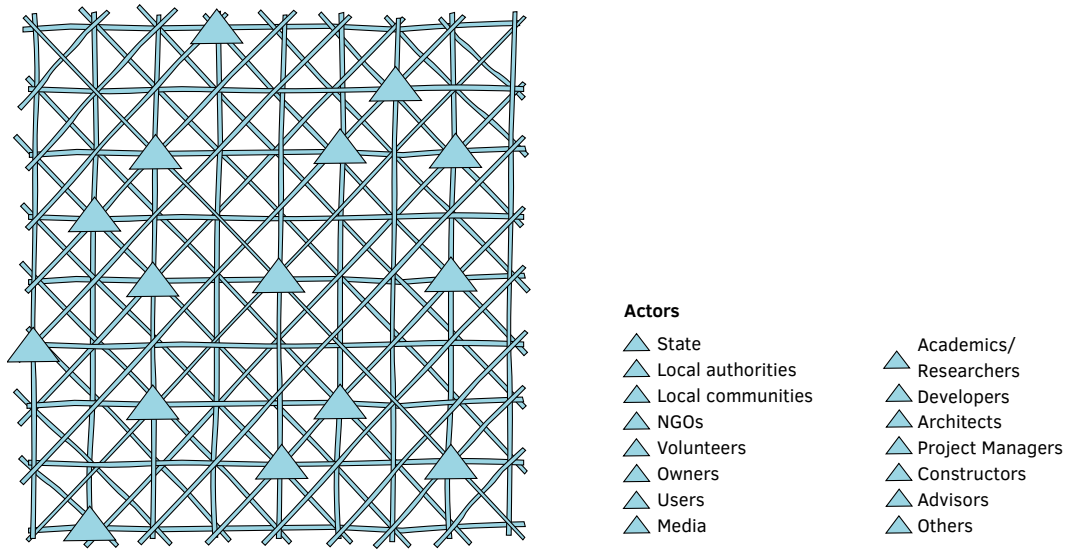 Actors
State
Local authorities
Local communities
NGOs
Volunteers
Owners
Users
Media
Academics/
Researchers
Developers
Architects
Project Managers
Constructors
Advisors
Others